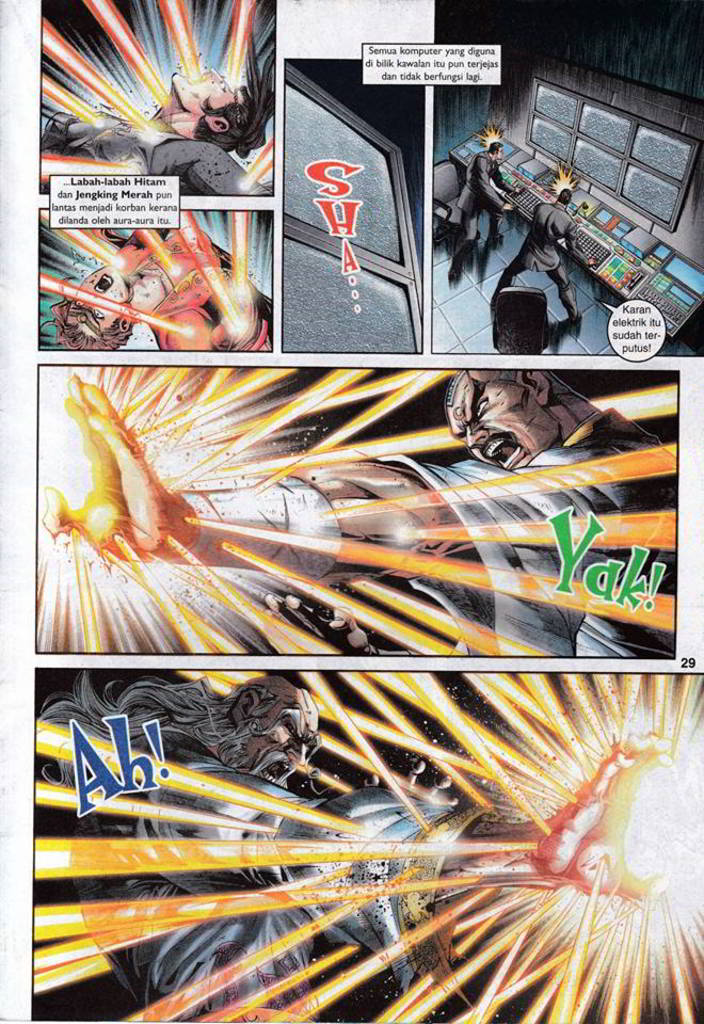 ...Labah-labah Hitam
dan Jengking Merah pun
lantas menjadi korban kerana
dilanda oleh aura-aura itu.
SHA...
Semua komputer yang diguna
di bilik kawalan itu pun terjejas
dan tidak berfungsi lagi.
Karan
elektrik itu
sudah ter-
putus!
Yak!
29
Ah!